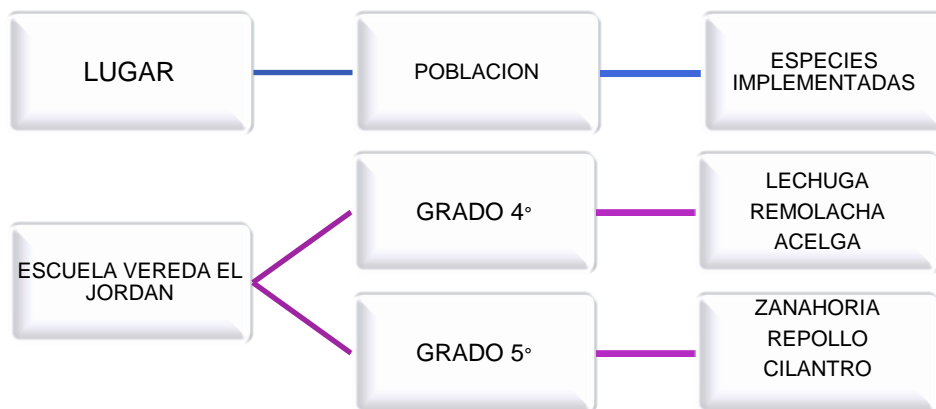 LUGAR
POBLACION
ESPECIES
IMPLEMENTADAS
ESCUELA VEREDA EL
JORDAN
GRADO 4°
LECHUGA
REMOLACHA
ACELGA
GRADO 5°
ZANAHORIA
REPOLLO
CILANTRO